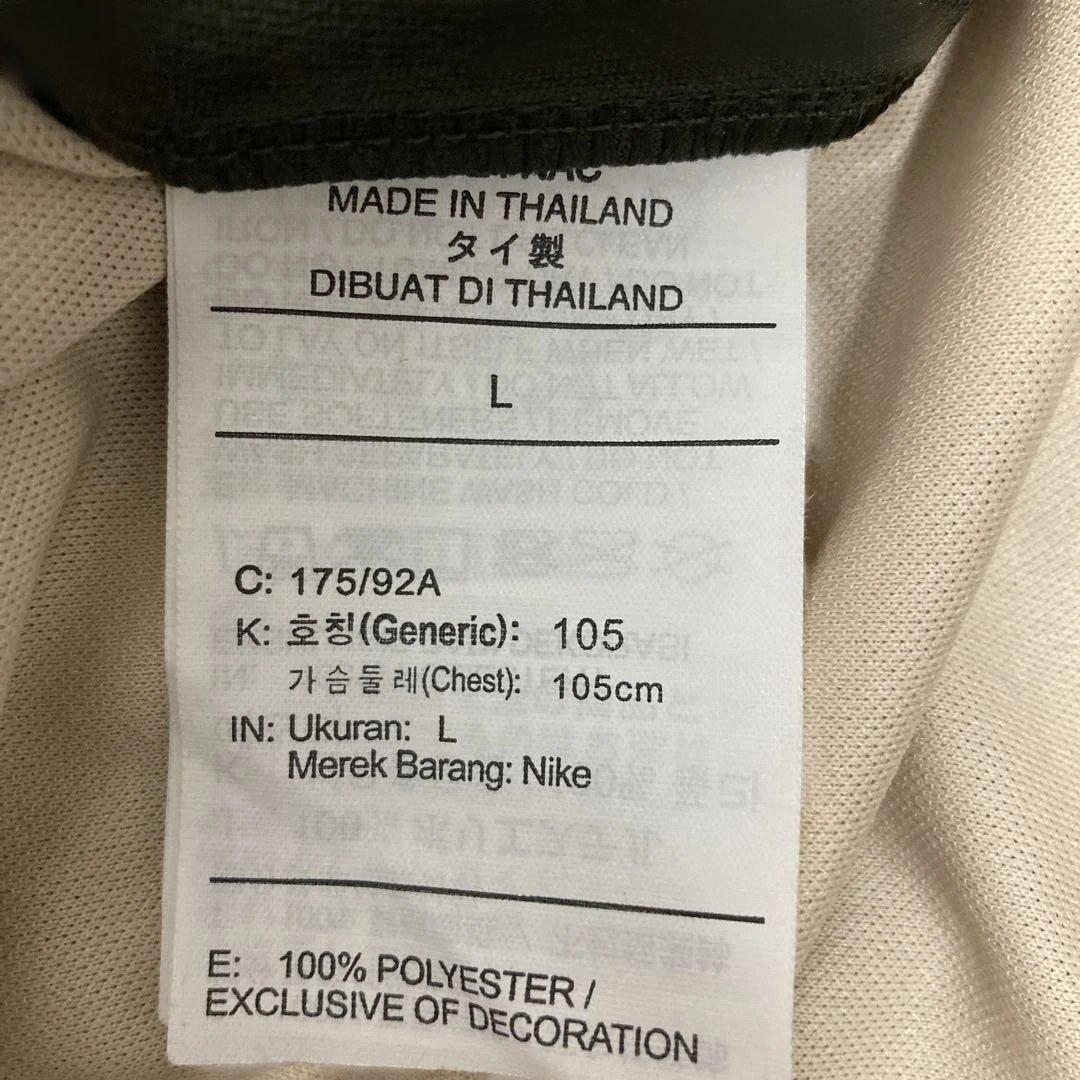 MADE IN THAILAND
タイ製
DIBUAT DI THAILAND
L
C: 175/92A
K: 호칭(Generic): 105
가슴둘레(Chest): 105cm
IN: Ukuran: L
Merek Barang: Nike
E: 100% POLYESTER /
EXCLUSIVE OF DECORATION